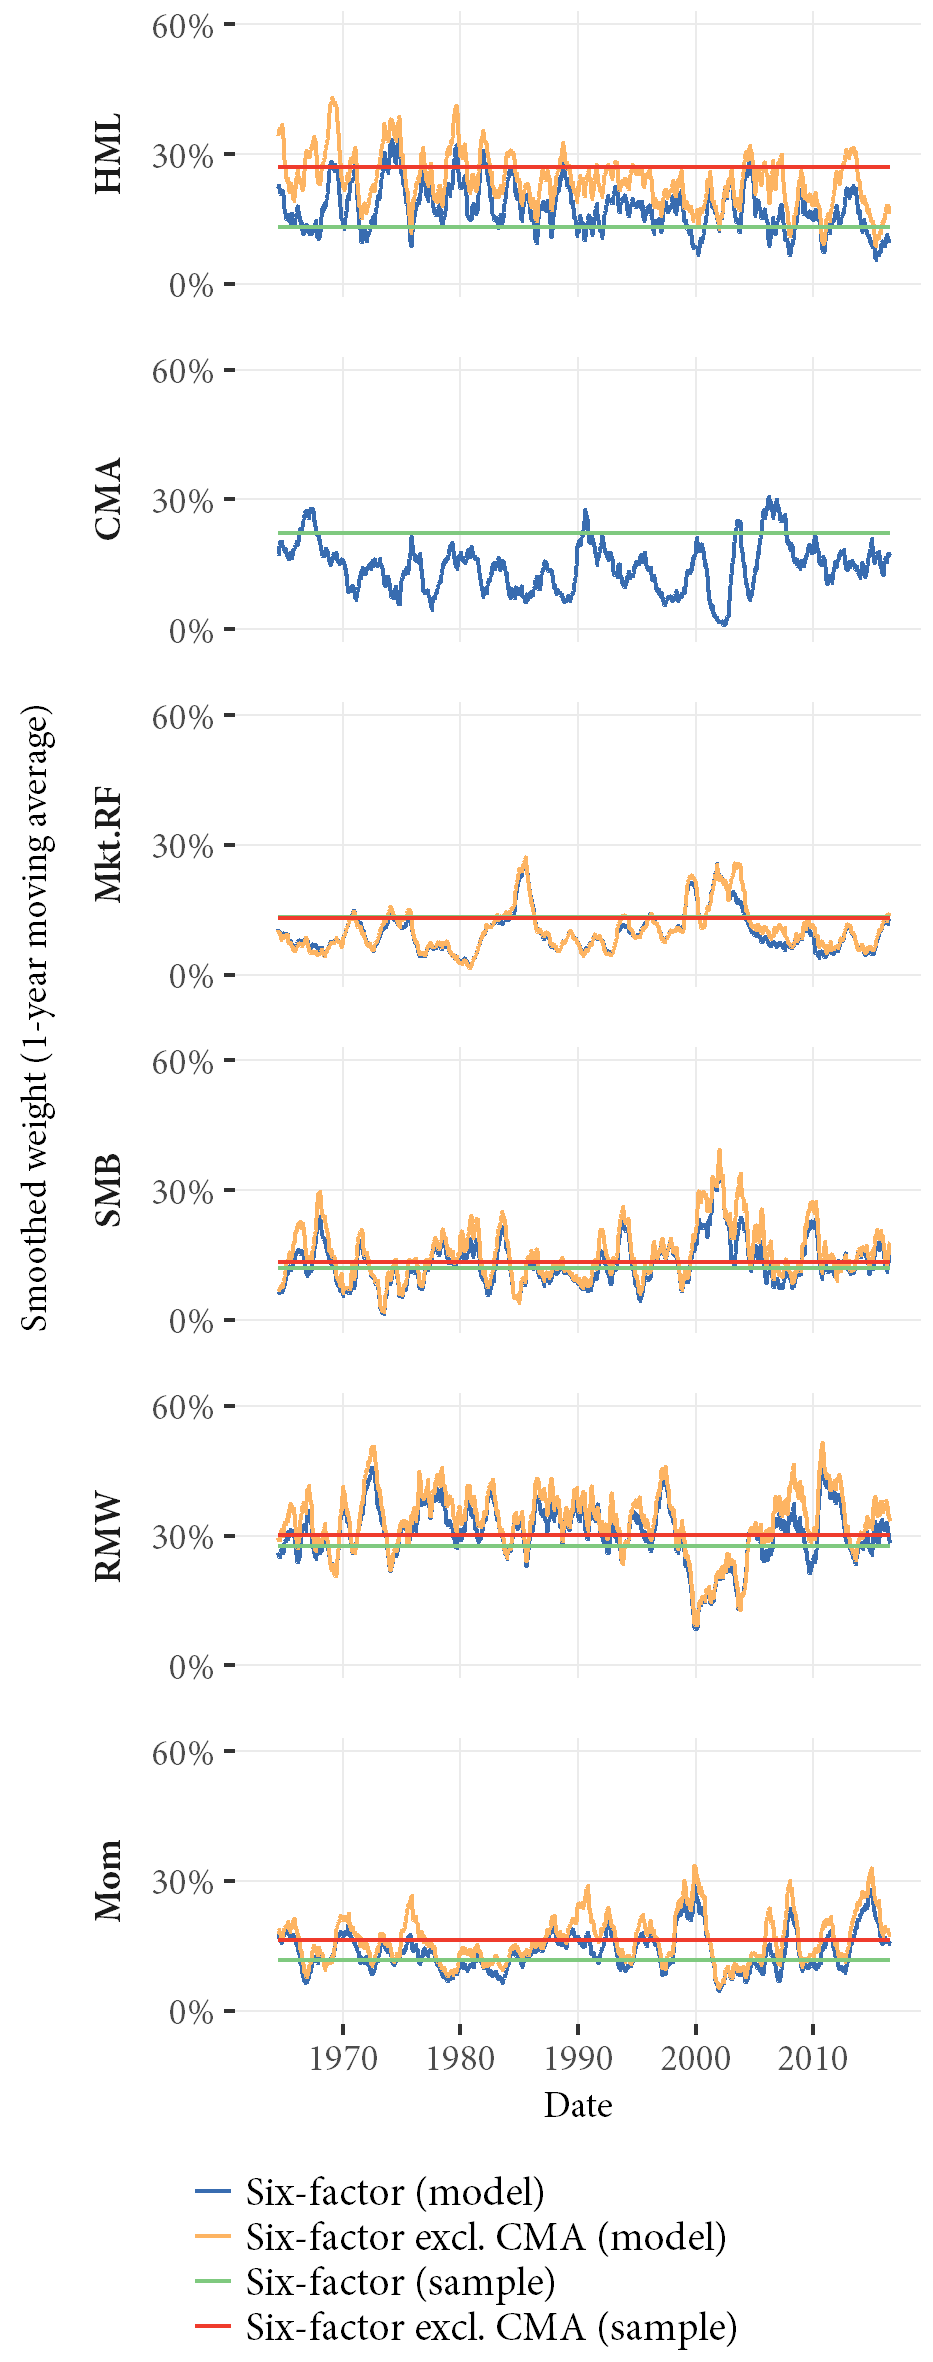 Smoothed weight (1-year moving average)
HML
60%
30%
0%
CMA
60%
30%
0%
Mkt.RF
60%
30%
0%
SMB
60%
30%
0%
RMW
60%
30%
0%
Mom
60%
30%
0%
1970 1980 1990 2000 2010
Date
Six-factor (model)
Six-factor excl. CMA (model)
Six-factor (sample)
Six-factor excl. CMA (sample)